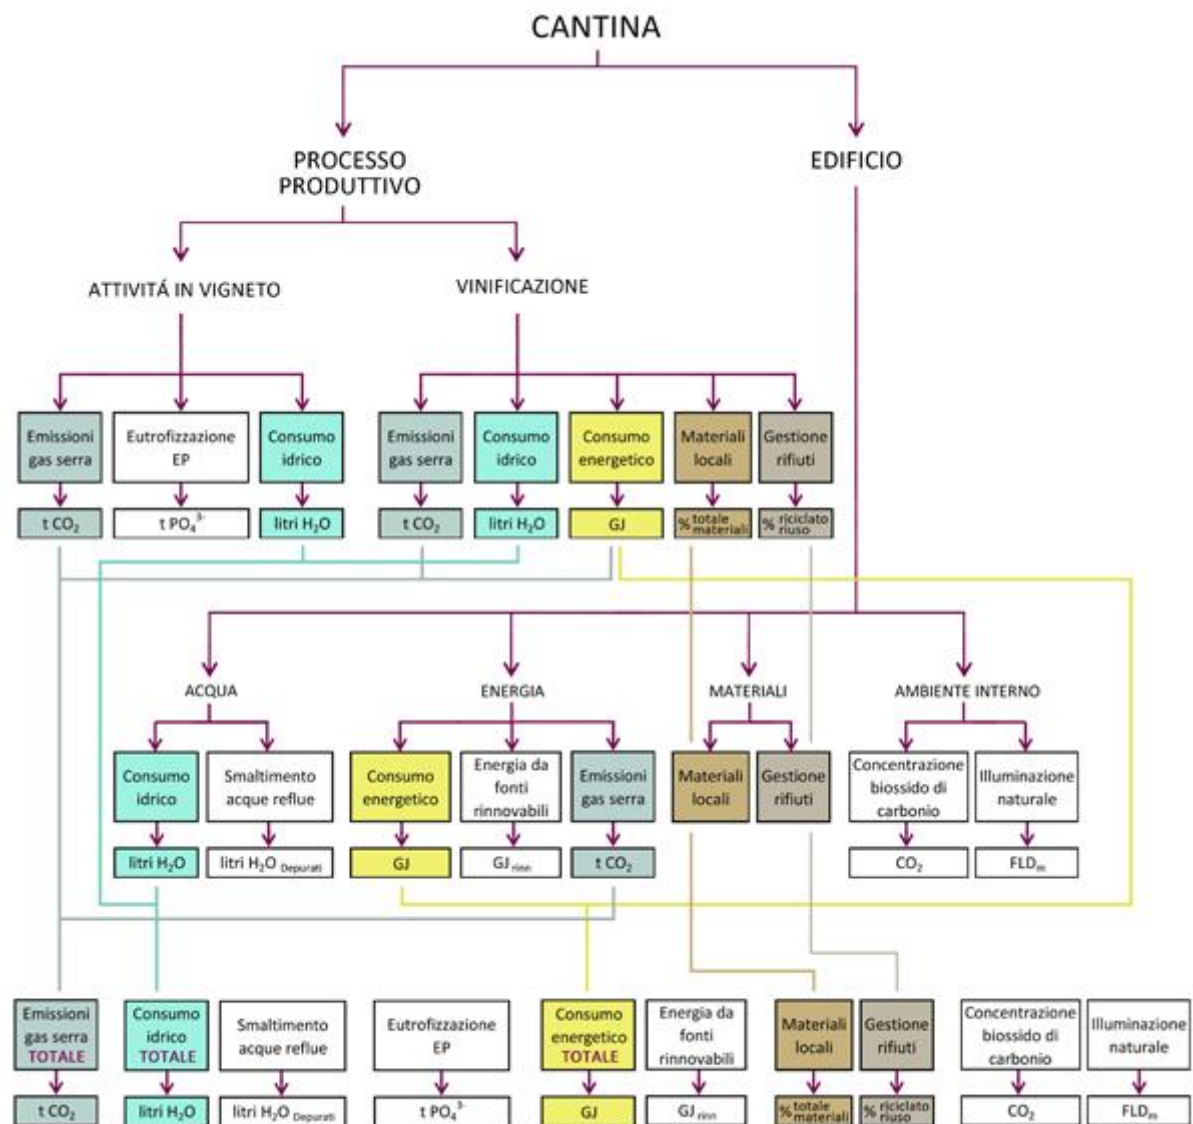 CANTINA
PROCESSO
PRODUTTIVO
EDIFICIO
ATTIVITÁ IN VIGNETO
VINIFICAZIONE
Emissioni
gas serra
Eutrofizzazione
EP
Consumo
idrico
Emissioni
gas serra
Consumo
idrico
Consumo
energetico
Materiali
locali
Gestione
rifiuti
t CO₂
t PO₄³⁻
litri H₂O
t CO₂
litri H₂O
GJ
% totale
materiali
% riciclato
riuso
ACQUA
ENERGIA
MATERIALI
AMBIENTE INTERNO
Consumo
idrico
Smaltimento
acque reflue
Consumo
energetico
Energia da
fonti
rinnovabili
Emissioni
gas serra
Materiali
locali
Gestione
rifiuti
Concentrazione
biossido di
carbonio
Illuminazione
naturale
litri H₂O
litri H₂O Depurati
GJ
GJ rinn
t CO₂
CO₂
FLDₘ
Emissioni
gas serra
TOTALE
Consumo
idrico
TOTALE
Smaltimento
acque reflue
Eutrofizzazione
EP
Consumo
energetico
TOTALE
Energia da
fonti
rinnovabili
Materiali
locali
Gestione
rifiuti
Concentrazione
biossido di
carbonio
Illuminazione
naturale
t CO₂
litri H₂O
litri H₂O Depurati
t PO₄³⁻
GJ
GJ rinn
% totale
materiali
% riciclato
riuso
CO₂
FLDₘ